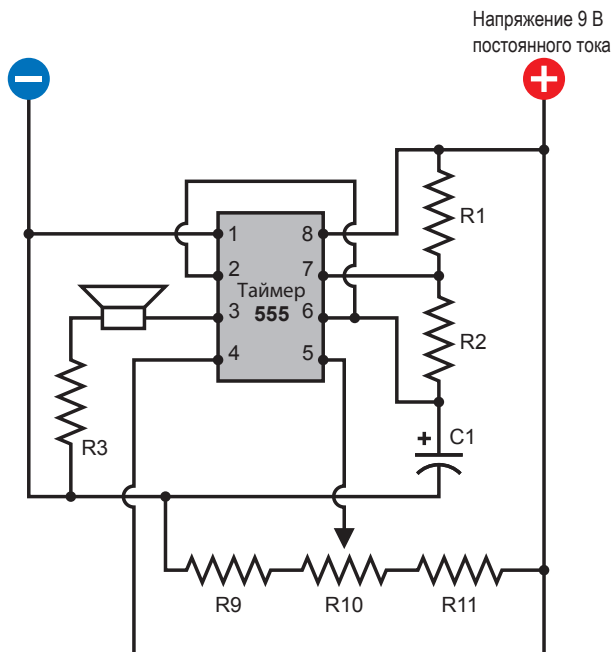 Напряжение 9 В
постоянного тока
−
+
R1
1
8
2
7
Таймер
555
3
6
R2
4
5
R3
+
C1
R9
R10
R11